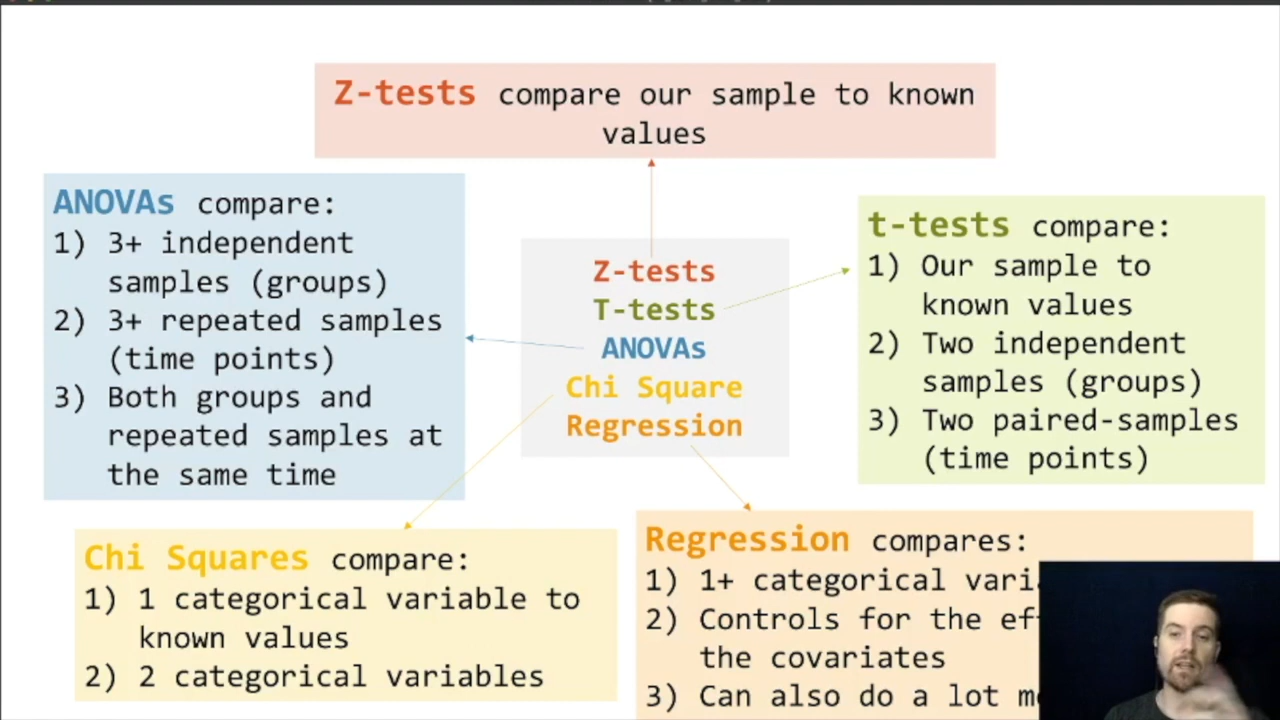 Z-tests compare our sample to known
values
ANOVAs compare:
1) 3+ independent
samples (groups)
2) 3+ repeated samples
(time points)
3) Both groups and
repeated samples at
the same time
Z-tests
T-tests
ANOVAs
Chi Square
Regression
t-tests compare:
1) Our sample to
known values
2) Two independent
samples (groups)
3) Two paired-samples
(time points)
Chi Squares compare:
1) 1 categorical variable to
known values
2) 2 categorical variables
Regression compares:
1) 1+ categorical
2) Controls for the
the covariates
3) Can also do a lot